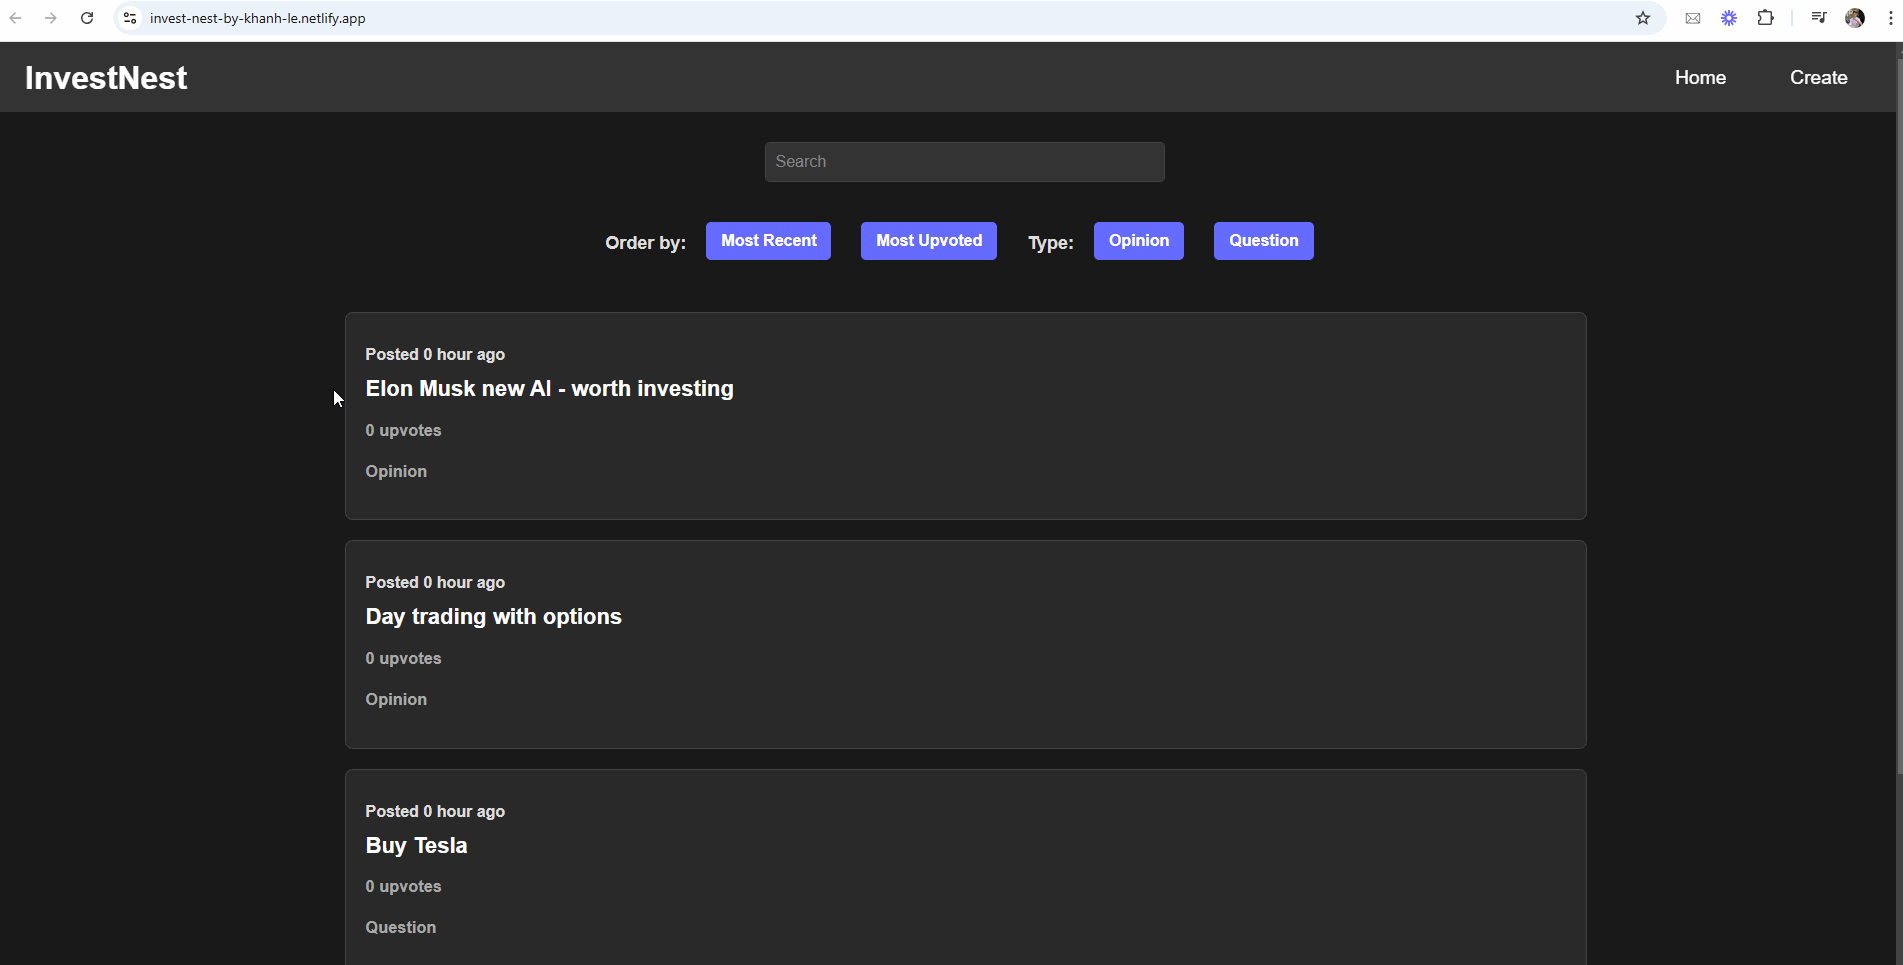 invest-nest-by-khanh-le.netlify.app
InvestNest
Home
Create
Search
Order by:
Most Recent
Most Upvoted
Type:
Opinion
Question
Posted 0 hour ago
Elon Musk new AI - worth investing
0 upvotes
Opinion
Posted 0 hour ago
Day trading with options
0 upvotes
Opinion
Posted 0 hour ago
Buy Tesla
0 upvotes
Question